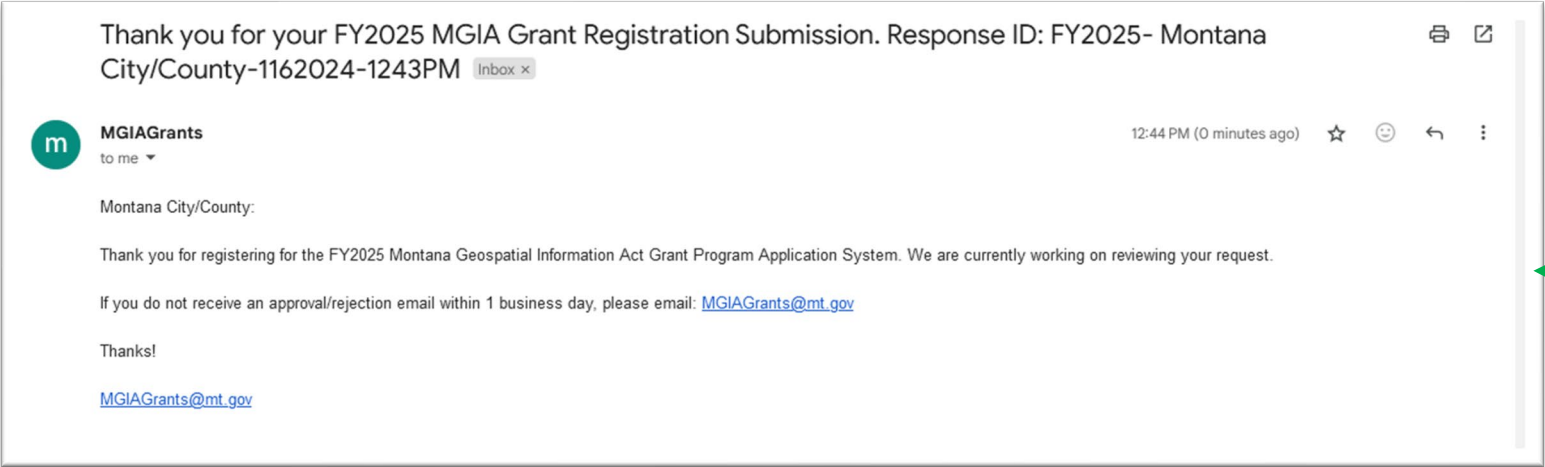 Thank you for your FY2025 MGIA Grant Registration Submission. Response ID: FY2025- Montana
City/County-1162024-1243PM Inbox ×
m
MGIAGrants
12:44 PM (0 minutes ago)
to me
Montana City/County:
Thank you for registering for the FY2025 Montana Geospatial Information Act Grant Program Application System. We are currently working on reviewing your request.
If you do not receive an approval/rejection email within 1 business day, please email: MGIAGrants@mt.gov
Thanks!
MGIAGrants@mt.gov